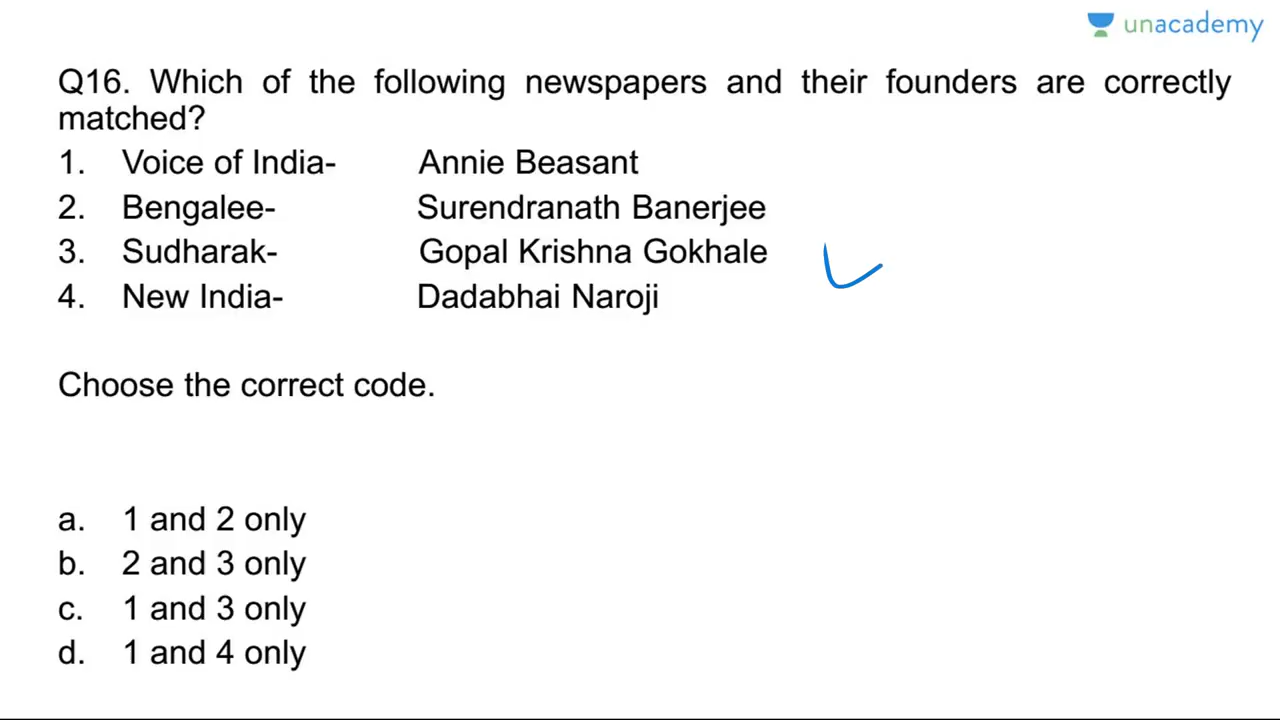 unacademy
Q16. Which of the following newspapers and their founders are correctly
matched?
1. Voice of India- Annie Beasant
2. Bengalee- Surendranath Banerjee
3. Sudharak- Gopal Krishna Gokhale
4. New India- Dadabhai Naroji
Choose the correct code.
a. 1 and 2 only
b. 2 and 3 only
c. 1 and 3 only
d. 1 and 4 only